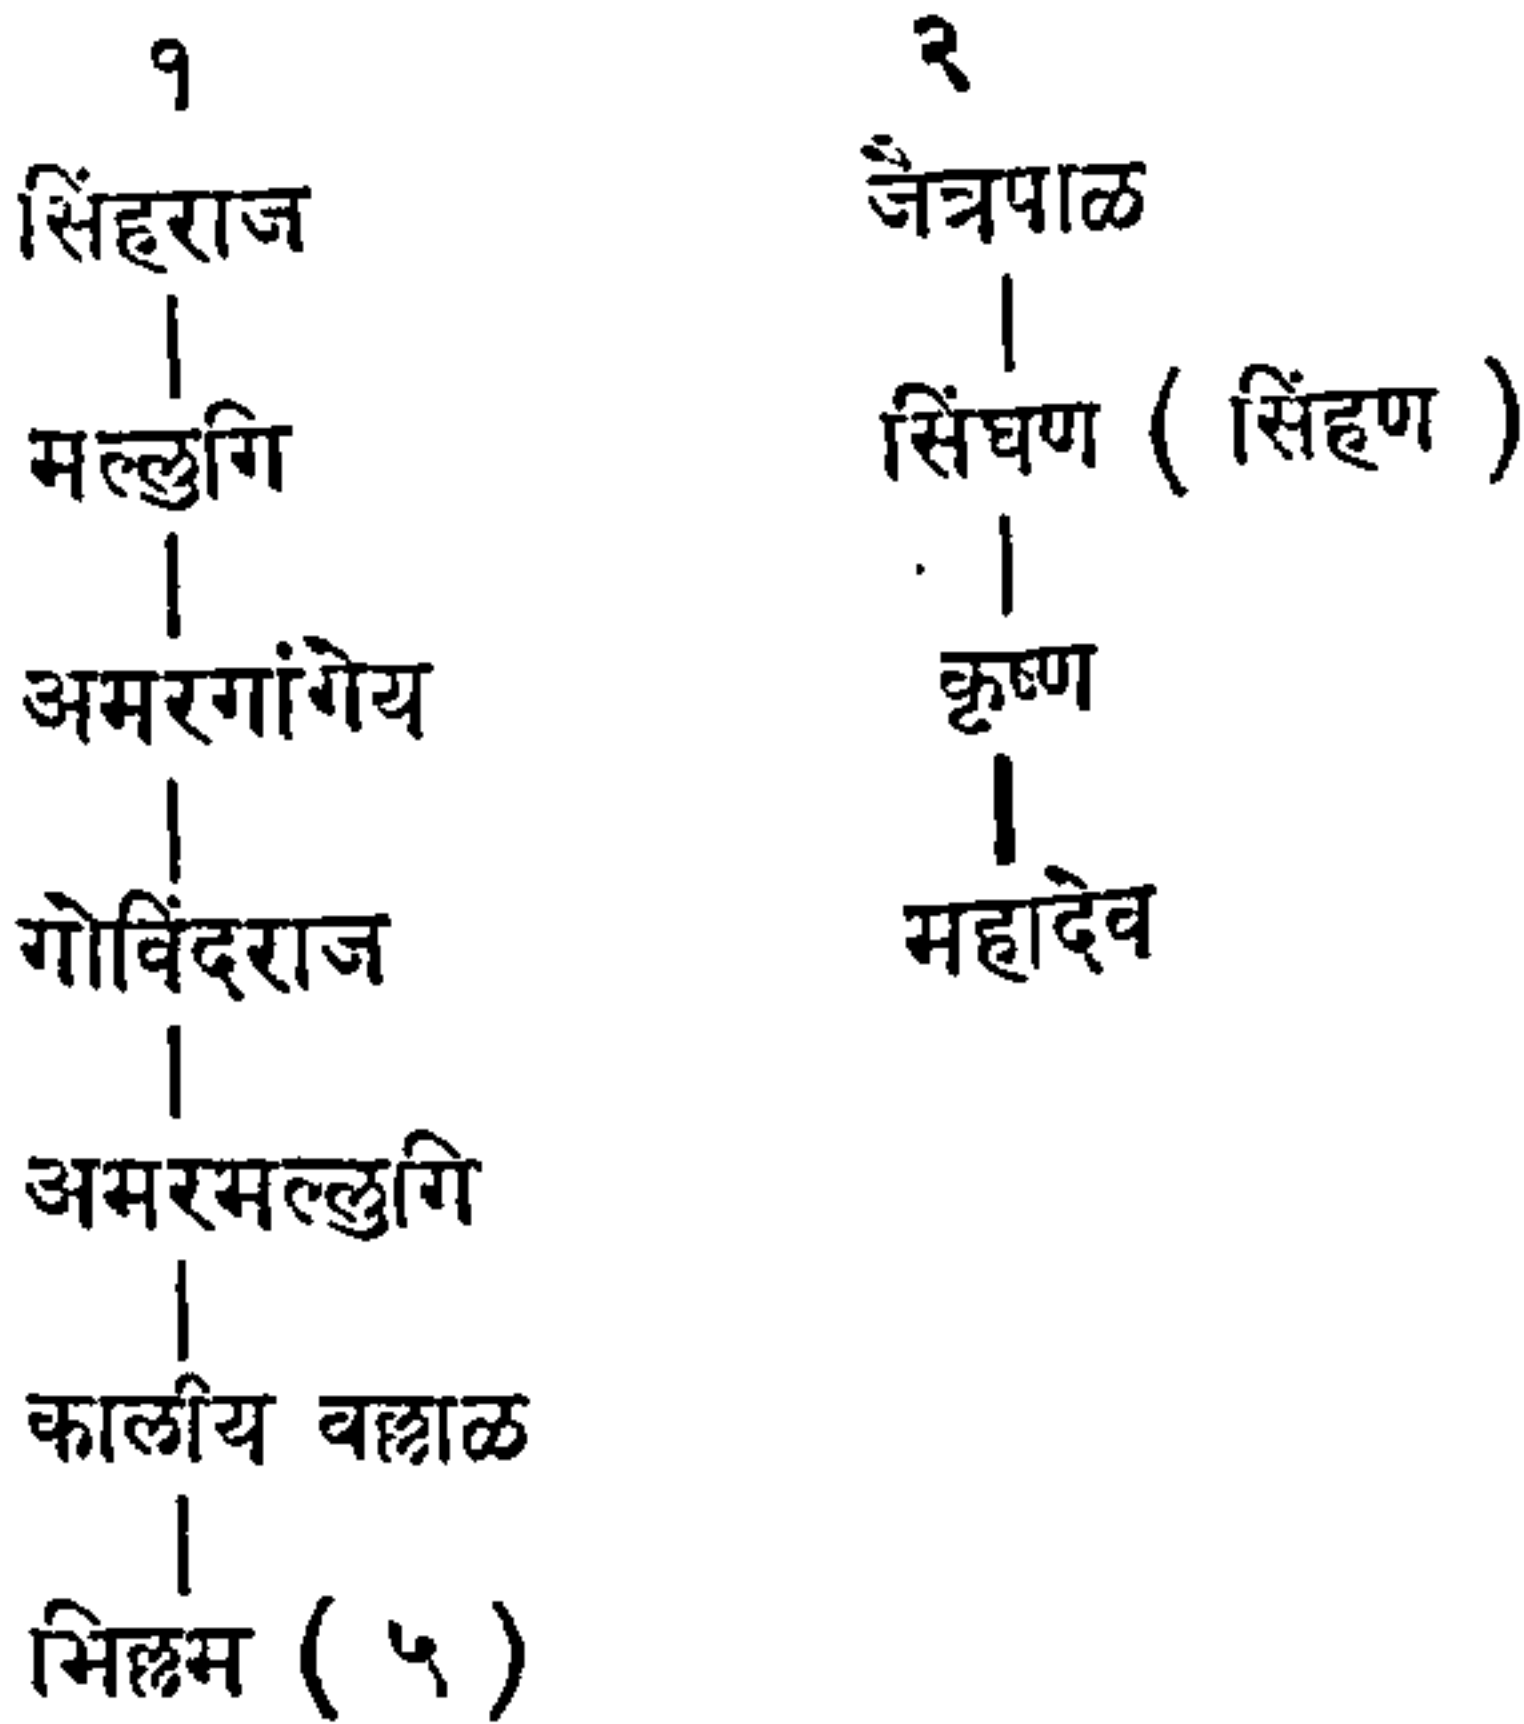 १
सिंहराज
मल्लुगि
अमरगांगेय
गोविंदराज
अमरमल्लुगि
कालीय वल्लाळ
भिल्लम ( ५ )
२
जैत्रपाळ
सिंघण ( सिंहण )
कृष्ण
महादेव